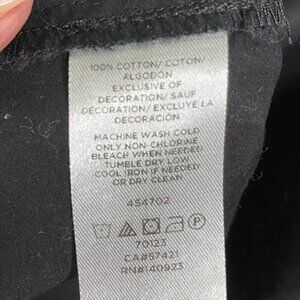 100% COTTON/ COTON/
ALGODÓN
EXCLUSIVE OF
DECORATION/ SAUF
DECORATION/ EXCLUYE LA
DECORACION
MACHINE WASH COLD
ONLY NON-CHLORINE
BLEACH WHEN NEEDED
TUMBLE DRY LOW
COOL IRON IF NEEDED
OR DRY CLEAN
454702
70123
CA#57421
RN#140923